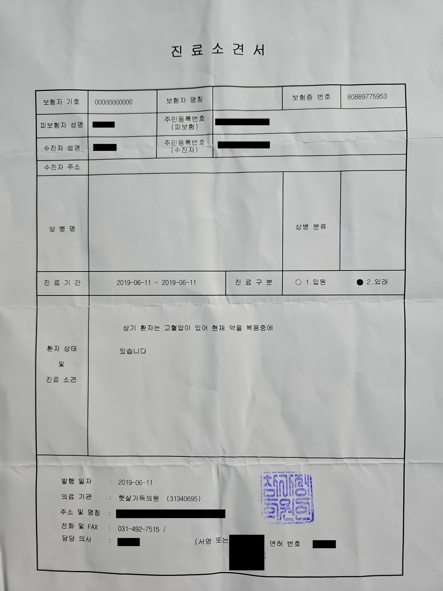 진 료 소 견 서
보험자 기호 00000000000 보험자 명칭 보험증 번호 80889775953
피보험자 성명 주민등록번호 (피보험)
수진자 성명 주민등록번호 (수진자)
수진자 주소
상 병 명 상병 분류
진 료 기 간 2019-06-11 - 2019-06-11 진 료 구 분 ○ 1.입원 ● 2.외래
환자 상태 및 진료 소견
상기 환자는 고혈압이 있어 현재 약을 복용중에
있습니다
발행 일자 : 2019-06-11
의료 기관 : 햇살가득의원 (31340695)
주소 및 명칭 :
전화 및 FAX : 031-492-7515 /
담당 의사 : (서명 또는 면허 번호 :